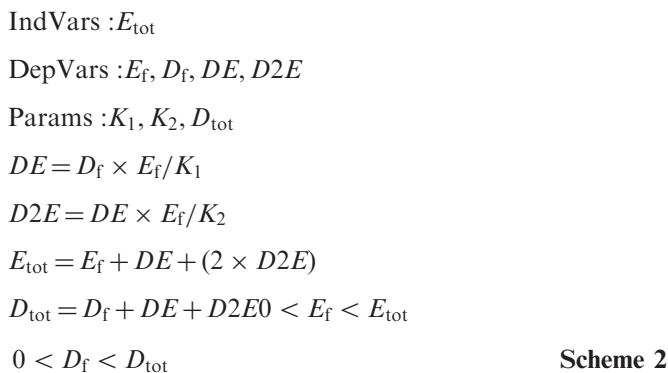 IndVars :E_tot
DepVars :E_f, D_f, DE, D2E
Params :K_1, K_2, D_tot
DE = D_f × E_f/K_1
D2E = DE × E_f/K_2
E_tot = E_f + DE + (2 × D2E)
D_tot = D_f + DE + D2E0 < E_f < E_tot
0 < D_f < D_tot Scheme 2